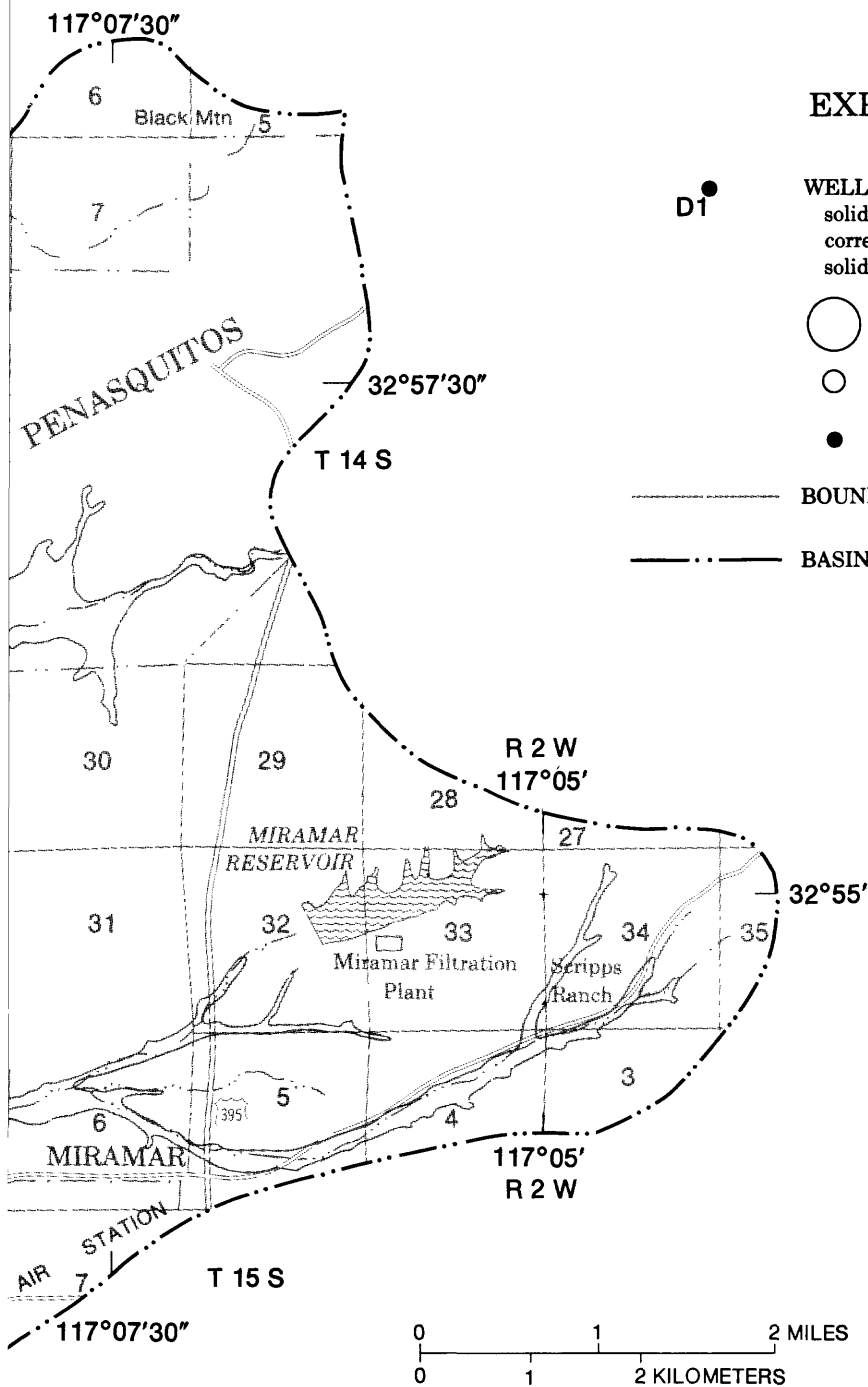 117°07'30"
6
Black Mtn
5
7
PENASQUITOS
32°57'30"
T 14 S
D1
WELL
solid
corre
solid
BOUN
BASIN
30
29
28
R 2 W
117°05'
27
MIRAMAR
RESERVOIR
32°55'
31
32
33
34
35
Miramar Filtration
Plant
Scripps
Ranch
3
5
395
4
6
MIRAMAR
117°05'
R 2 W
AIR STATION
7
T 15 S
117°07'30"
0 1 2 MILES
0 1 2 KILOMETERS